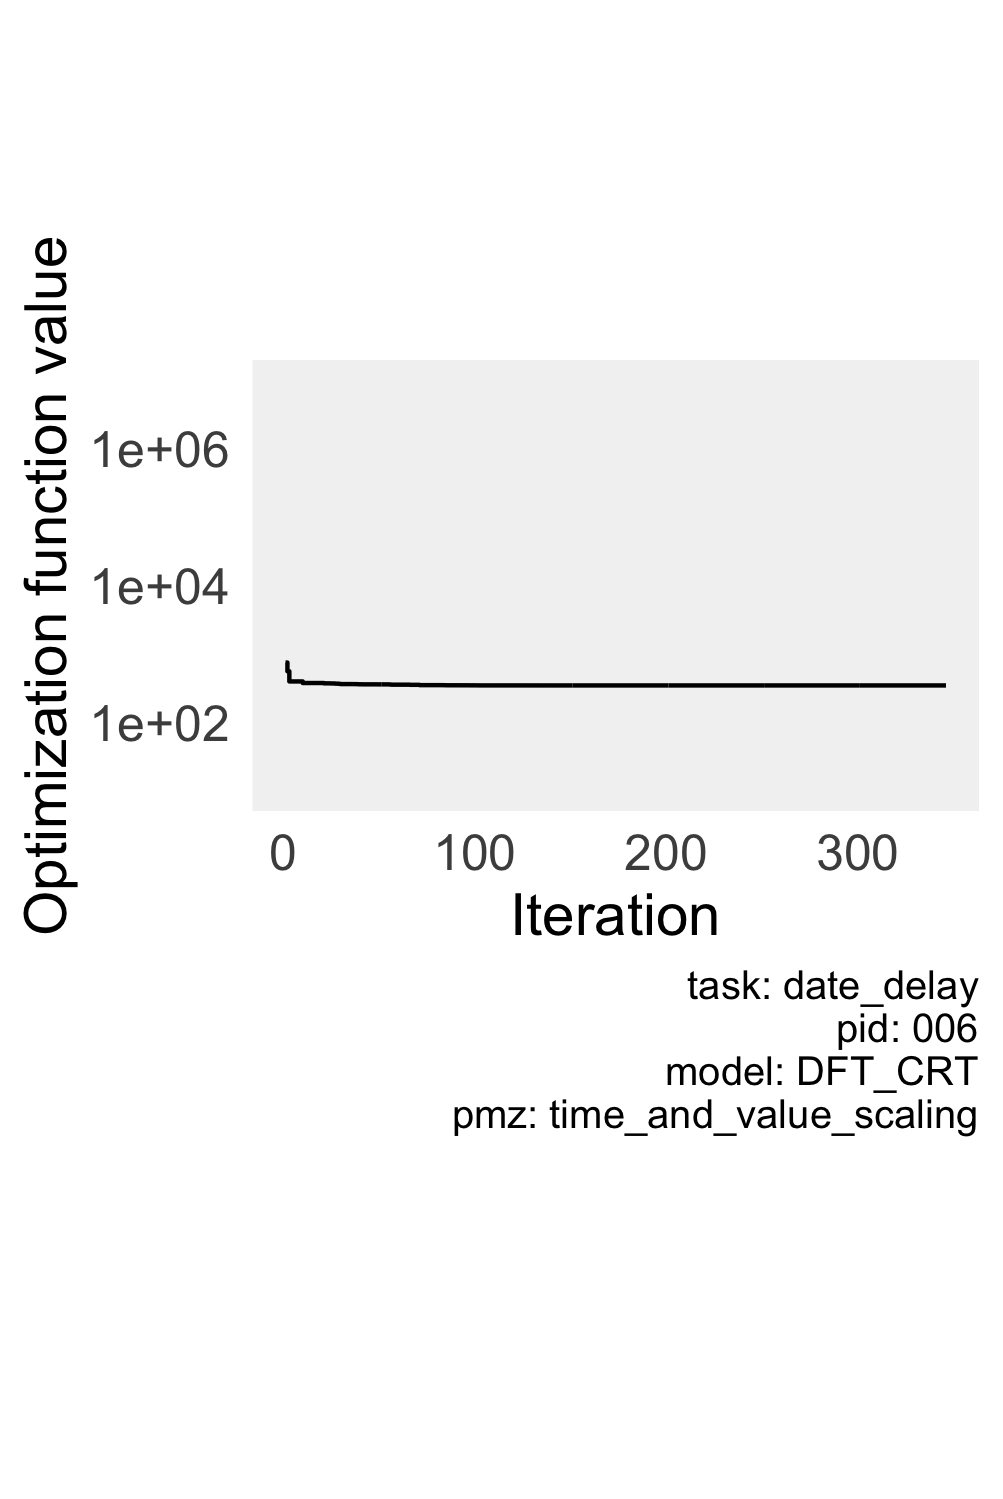 Optimization function value
1e+06
1e+04
1e+02
0 100 200 300
Iteration
task: date_delay
pid: 006
model: DFT_CRT
pmz: time_and_value_scaling